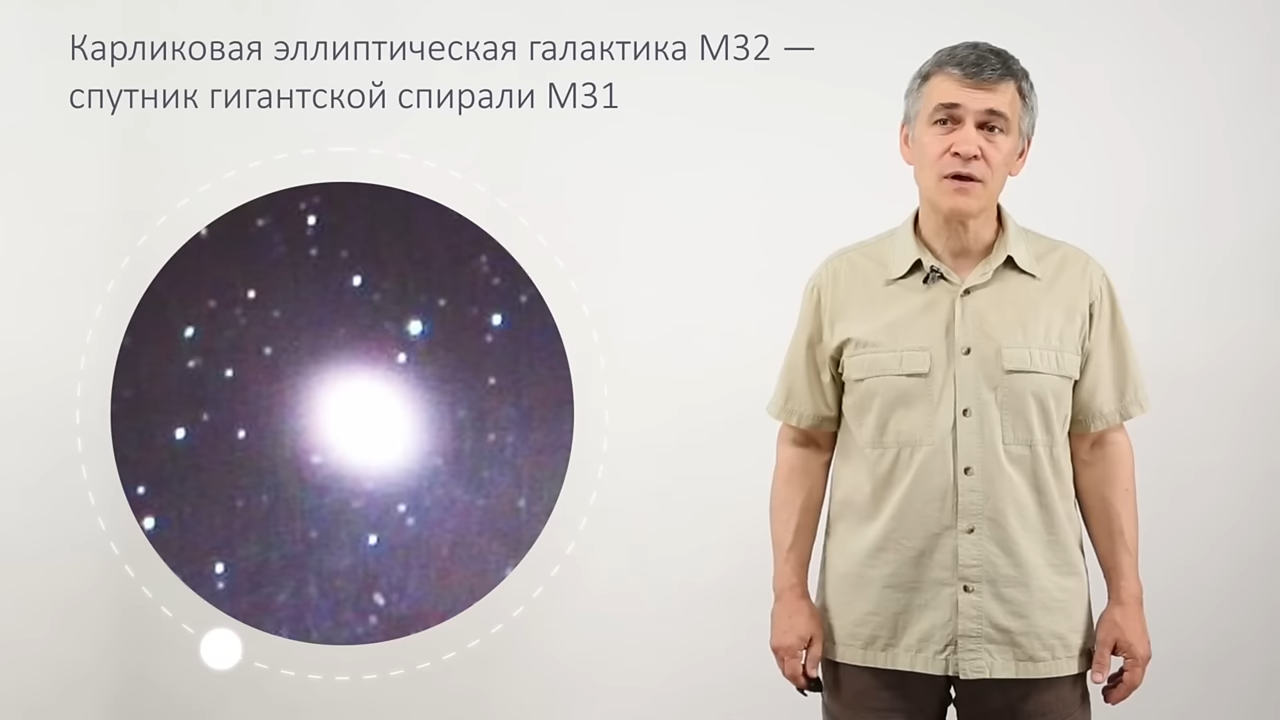 Карликовая эллиптическая галактика М32 —
спутник гигантской спирали М31